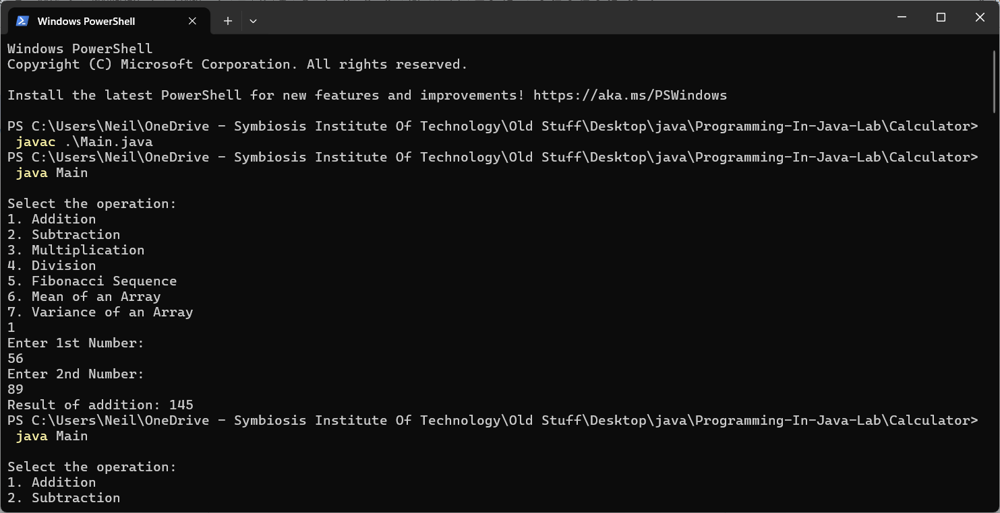 Windows PowerShell
Windows PowerShell
Copyright (C) Microsoft Corporation. All rights reserved.
Install the latest PowerShell for new features and improvements! https://aka.ms/PSWindows
PS C:\Users\Neil\OneDrive - Symbiosis Institute Of Technology\Old Stuff\Desktop\java\Programming-In-Java-Lab\Calculator>
javac .\Main.java
PS C:\Users\Neil\OneDrive - Symbiosis Institute Of Technology\Old Stuff\Desktop\java\Programming-In-Java-Lab\Calculator>
java Main
Select the operation:
1. Addition
2. Subtraction
3. Multiplication
4. Division
5. Fibonacci Sequence
6. Mean of an Array
7. Variance of an Array
1
Enter 1st Number:
56
Enter 2nd Number:
89
Result of addition: 145
PS C:\Users\Neil\OneDrive - Symbiosis Institute Of Technology\Old Stuff\Desktop\java\Programming-In-Java-Lab\Calculator>
java Main
Select the operation:
1. Addition
2. Subtraction